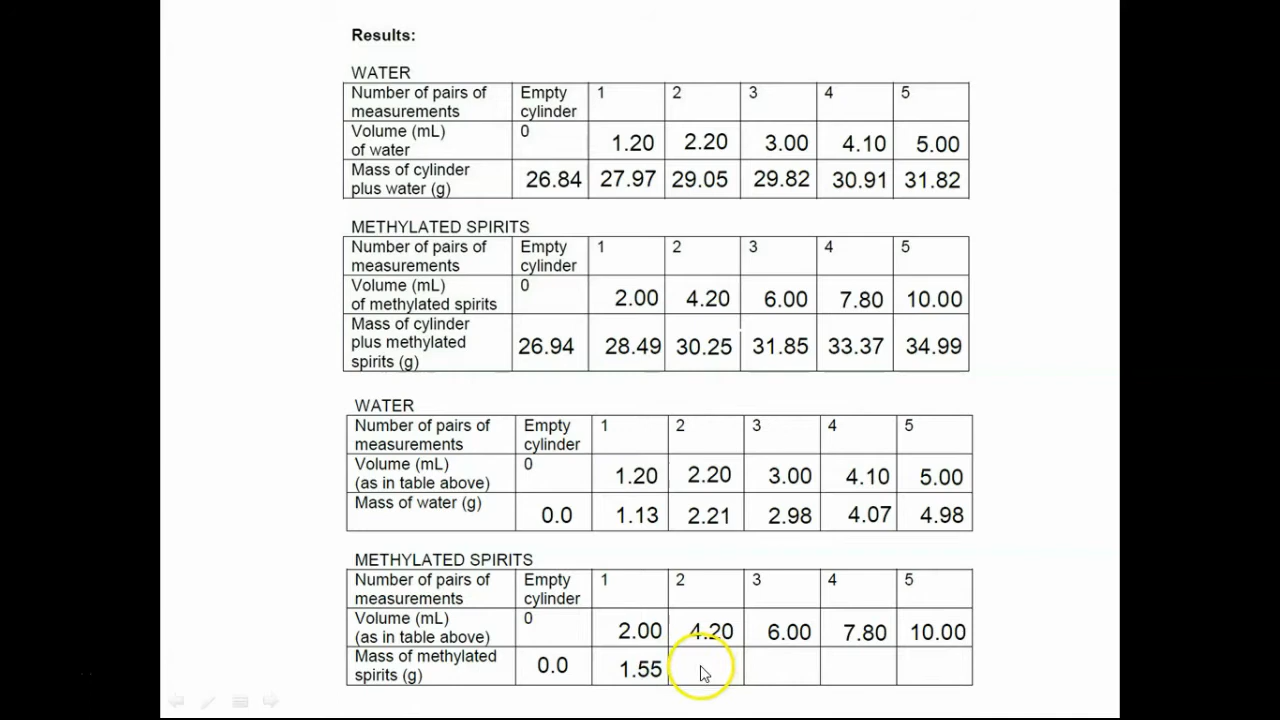 Results:
WATER
Number of pairs of measurements Empty cylinder 1 2 3 4 5
Volume (mL) of water 0 1.20 2.20 3.00 4.10 5.00
Mass of cylinder plus water (g) 26.84 27.97 29.05 29.82 30.91 31.82
METHYLATED SPIRITS
Number of pairs of measurements Empty cylinder 1 2 3 4 5
Volume (mL) of methylated spirits 0 2.00 4.20 6.00 7.80 10.00
Mass of cylinder plus methylated spirits (g) 26.94 28.49 30.25 31.85 33.37 34.99
WATER
Number of pairs of measurements Empty cylinder 1 2 3 4 5
Volume (mL) (as in table above) 0 1.20 2.20 3.00 4.10 5.00
Mass of water (g) 0.0 1.13 2.21 2.98 4.07 4.98
METHYLATED SPIRITS
Number of pairs of measurements Empty cylinder 1 2 3 4 5
Volume (mL) (as in table above) 0 2.00 4.20 6.00 7.80 10.00
Mass of methylated spirits (g) 0.0 1.55